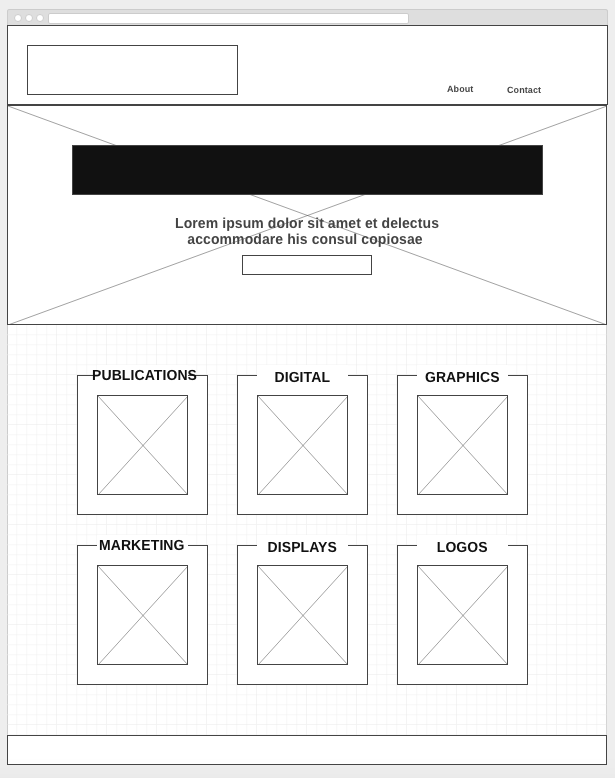 About Contact
Lorem ipsum dolor sit amet et delectus
accommodare his consul copiosae
PUBLICATIONS DIGITAL GRAPHICS
MARKETING DISPLAYS LOGOS